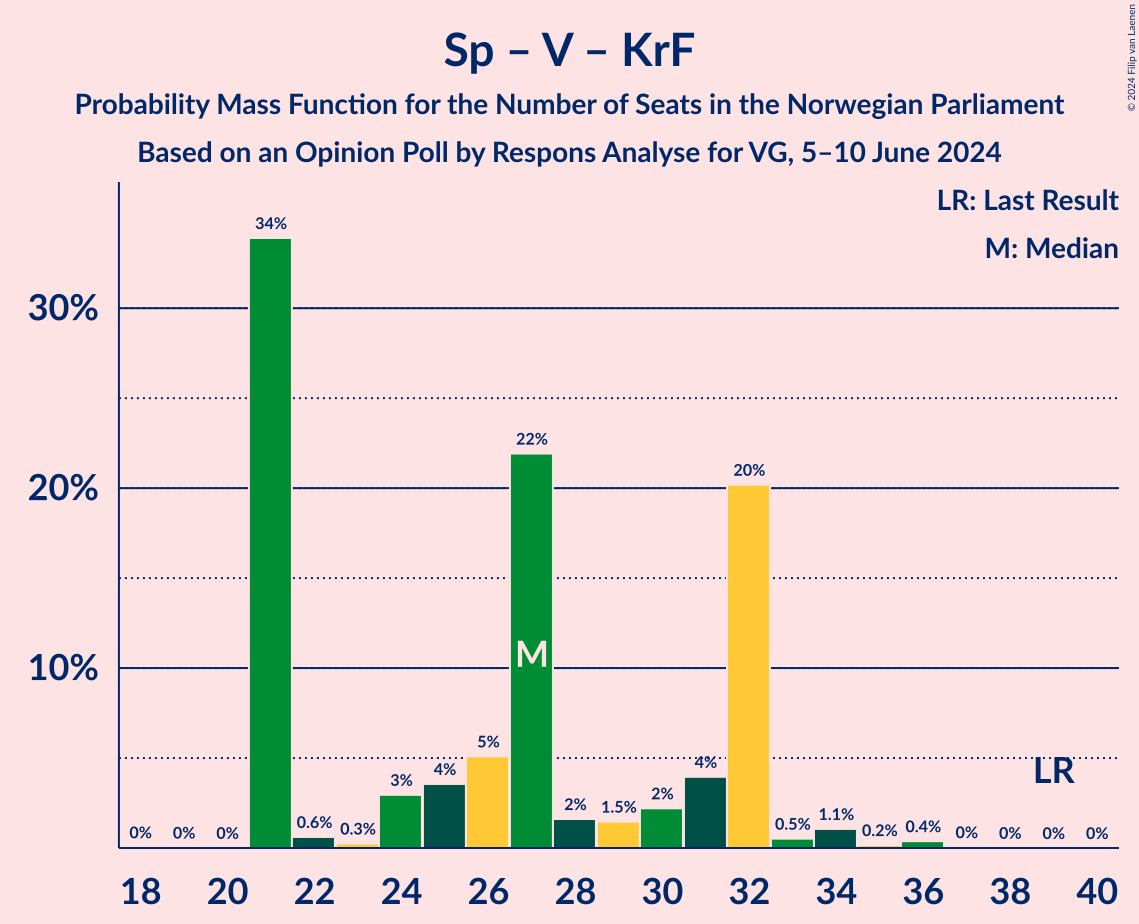 Sp – V – KrF
Probability Mass Function for the Number of Seats in the Norwegian Parliament
Based on an Opinion Poll by Respons Analyse for VG, 5–10 June 2024
© 2024 Filip van Laenen
LR: Last Result
M: Median
34%
30%
22%
20%
20%
M
10%
5%
4%
4%
LR
3%
2%
2%
1.5%
1.1%
0% 0% 0% 0.6% 0.3% 0.5% 0.2% 0.4% 0% 0% 0% 0%
18 20 22 24 26 28 30 32 34 36 38 40